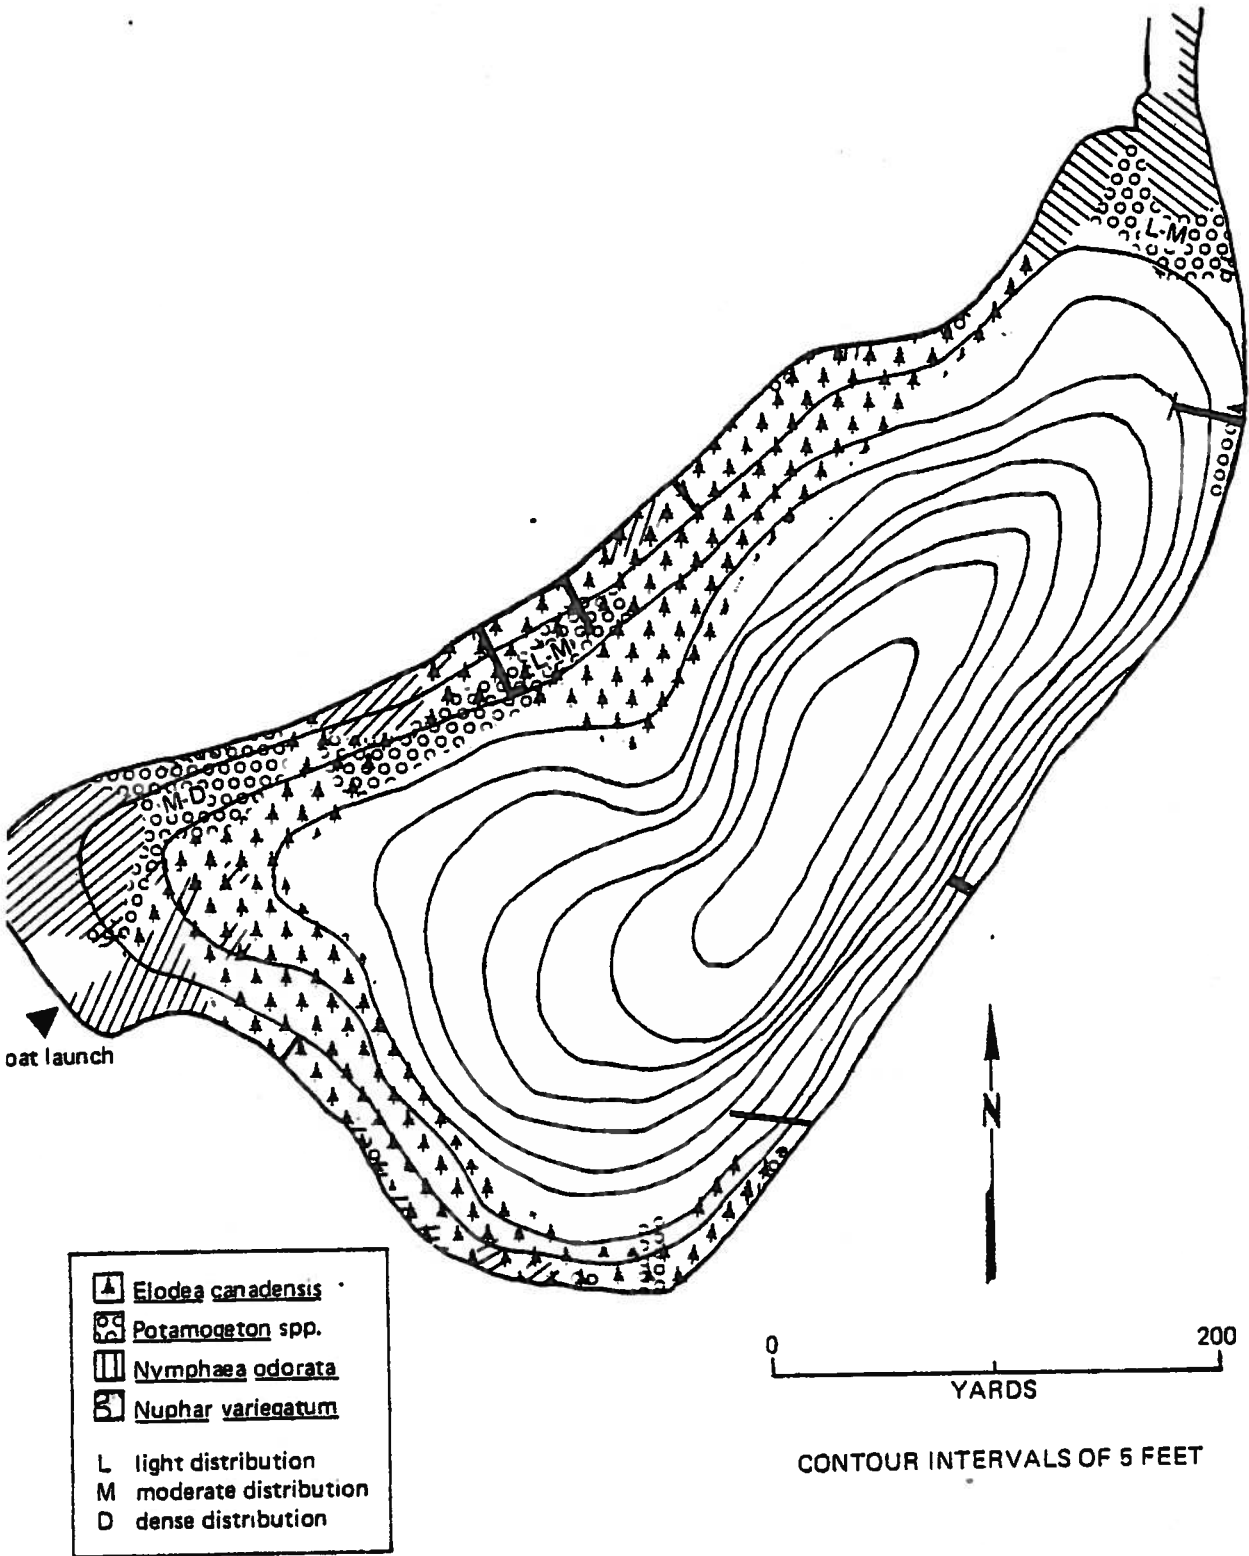 L-M
L-M
M-D
oat launch
N
Elodea canadensis
Potamogeton spp.
Nymphaea odorata
Nuphar variegatum
L light distribution
M moderate distribution
D dense distribution
0 200
YARDS
CONTOUR INTERVALS OF 5 FEET